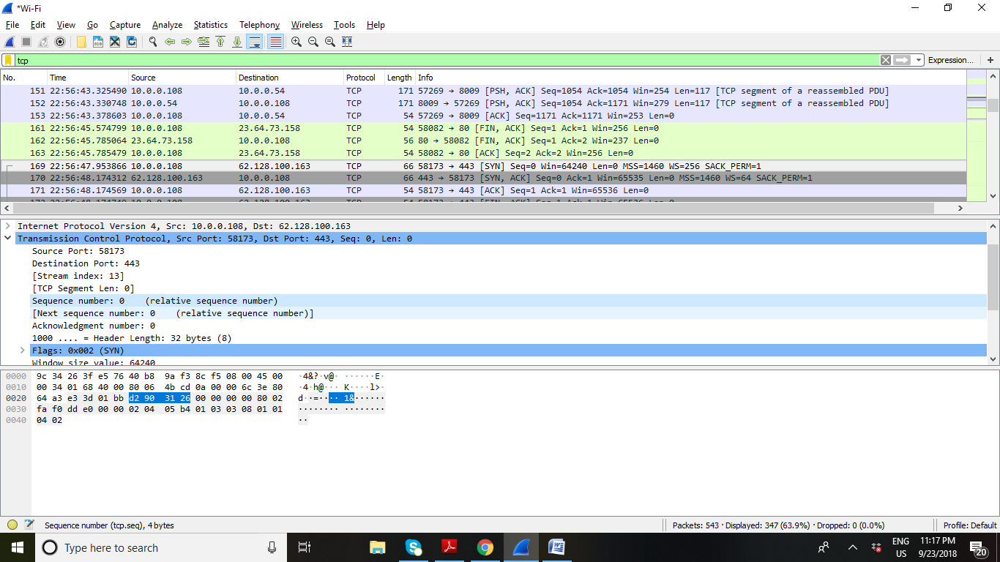 *Wi-Fi
File Edit View Go Capture Analyze Statistics Telephony Wireless Tools Help
tcp Expression... +
No. Time Source Destination Protocol Length Info
151 22:56:43.325490 10.0.0.108 10.0.0.54 TCP 171 57269 → 8009 [PSH, ACK] Seq=1054 Ack=1054 Win=254 Len=117 [TCP segment of a reassembled PDU]
152 22:56:43.330748 10.0.0.54 10.0.0.108 TCP 171 8009 → 57269 [PSH, ACK] Seq=1054 Ack=1171 Win=279 Len=117 [TCP segment of a reassembled PDU]
153 22:56:43.378603 10.0.0.108 10.0.0.54 TCP 54 57269 → 8009 [ACK] Seq=1171 Ack=1171 Win=253 Len=0
161 22:56:45.574799 10.0.0.108 23.64.73.158 TCP 54 58082 → 80 [FIN, ACK] Seq=1 Ack=1 Win=256 Len=0
162 22:56:45.785064 23.64.73.158 10.0.0.108 TCP 56 80 → 58082 [FIN, ACK] Seq=1 Ack=2 Win=237 Len=0
163 22:56:45.785479 10.0.0.108 23.64.73.158 TCP 54 58082 → 80 [ACK] Seq=2 Ack=2 Win=256 Len=0
169 22:56:47.953866 10.0.0.108 62.128.100.163 TCP 66 58173 → 443 [SYN] Seq=0 Win=64240 Len=0 MSS=1460 WS=256 SACK_PERM=1
170 22:56:48.174312 62.128.100.163 10.0.0.108 TCP 66 443 → 58173 [SYN, ACK] Seq=0 Ack=1 Win=65535 Len=0 MSS=1460 WS=64 SACK_PERM=1
171 22:56:48.174569 10.0.0.108 62.128.100.163 TCP 54 58173 → 443 [ACK] Seq=1 Ack=1 Win=65536 Len=0
Internet Protocol Version 4, Src: 10.0.0.108, Dst: 62.128.100.163
Transmission Control Protocol, Src Port: 58173, Dst Port: 443, Seq: 0, Len: 0
Source Port: 58173
Destination Port: 443
[Stream index: 13]
[TCP Segment Len: 0]
Sequence number: 0 (relative sequence number)
[Next sequence number: 0 (relative sequence number)]
Acknowledgment number: 0
1000 .... = Header Length: 32 bytes (8)
Flags: 0x002 (SYN)
Window size value: 64240
0000 9c 34 26 3f e5 76 40 b8 9a f3 8c f5 08 00 45 00 ·4&?·v@· ······E·
0010 00 34 01 68 40 00 80 06 4b cd 0a 00 00 6c 3e 80 ·4·h@··· K····l>·
0020 64 a3 e3 3d 01 bb d2 90 31 26 00 00 00 00 80 02 d··=···· 1&······
0030 fa f0 dd e0 00 00 02 04 05 b4 01 03 03 08 01 01 ········ ········
0040 04 02 ··
Sequence number (tcp.seq), 4 bytes Packets: 543 · Displayed: 347 (63.9%) · Dropped: 0 (0.0%) Profile: Default
Type here to search ENG 11:17 PM
US 9/23/2018 20